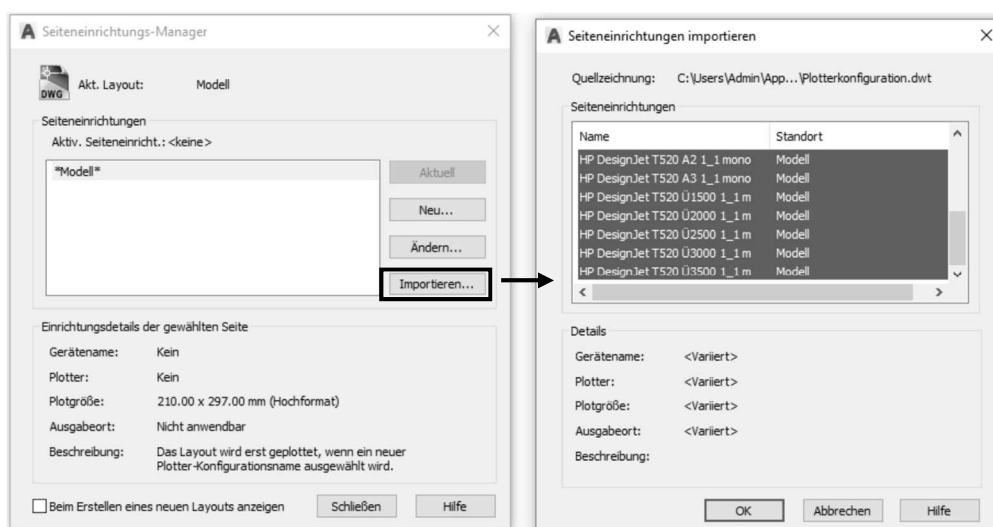 Seiteneinrichtungs-Manager
DWG
Akt. Layout: Modell
Seiteneinrichtungen
Aktiv. Seiteneinricht.: <keine>
*Modell*
Aktuell
Neu...
Ändern...
Importieren...
Einrichtungsdetails der gewählten Seite
Gerätename: Kein
Plotter: Kein
Plotgröße: 210.00 x 297.00 mm (Hochformat)
Ausgabeort: Nicht anwendbar
Beschreibung: Das Layout wird erst geplottet, wenn ein neuer
Plotter-Konfigurationsname ausgewählt wird.
Beim Erstellen eines neuen Layouts anzeigen
Schließen
Hilfe
Seiteneinrichtungen importieren
Quellzeichnung: C:\Users\Admin\App...\Plotterkonfiguration.dwt
Seiteneinrichtungen
Name Standort
HP DesignJet T520 A2 1_1 mono Modell
HP DesignJet T520 A3 1_1 mono Modell
HP DesignJet T520 Ü1500 1_1 m Modell
HP DesignJet T520 Ü2000 1_1 m Modell
HP DesignJet T520 Ü2500 1_1 m Modell
HP DesignJet T520 Ü3000 1_1 m Modell
HP DesignJet T520 Ü3500 1_1 m Modell
Details
Gerätename: <Variiert>
Plotter: <Variiert>
Plotgröße: <Variiert>
Ausgabeort: <Variiert>
Beschreibung:
OK
Abbrechen
Hilfe